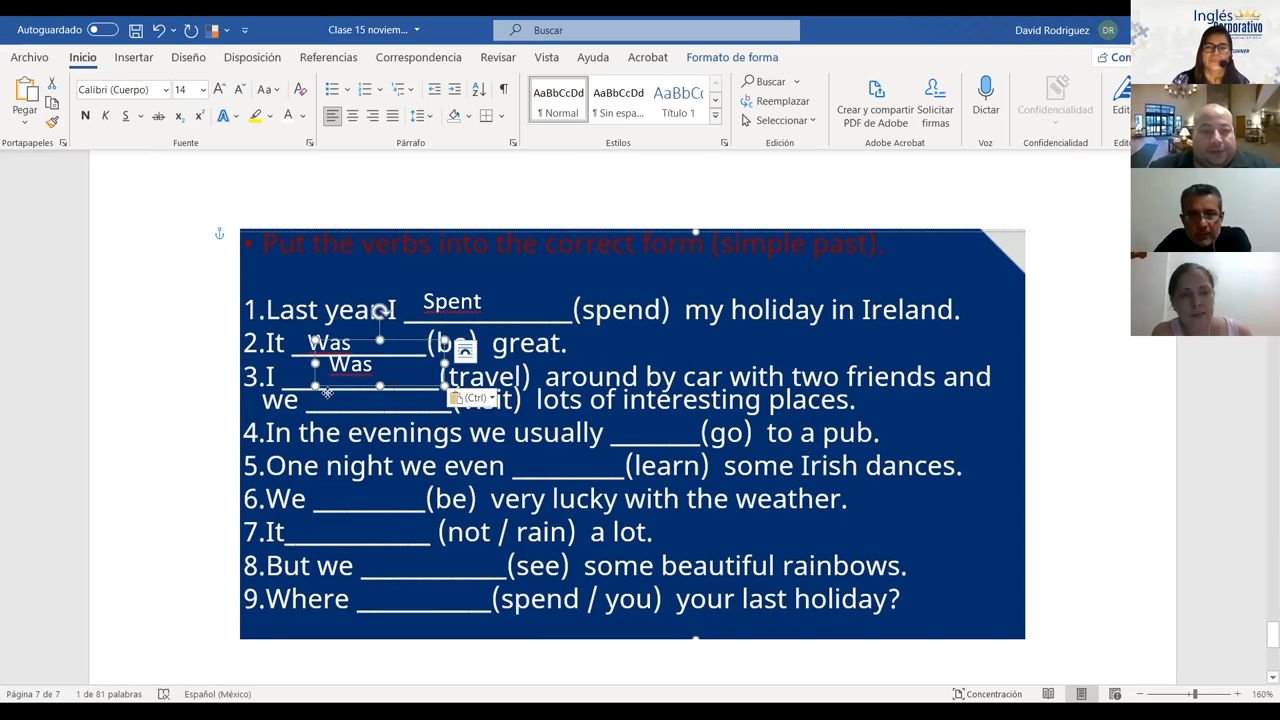 Autoguardado
Clase 15 noviem...
Buscar
David Rodriguez DR
Archivo Inicio Insertar Diseño Disposición Referencias Correspondencia Revisar Vista Ayuda Acrobat Formato de forma
Pegar
Calibri (Cuerpo) 14
N K S
AaBbCcDd AaBbCcDd AaBbCc
¶ Normal ¶ Sin espa... Título 1
Buscar
Reemplazar
Seleccionar
Crear y compartir PDF de Adobe
Solicitar firmas
Dictar
Confidencialidad
Portapapeles Fuente Párrafo Estilos Edición Adobe Acrobat Voz Confidencialidad
Inglés
Corporativo
• Put the verbs into the correct form (simple past).
1.Last year I Spent ____________(spend) my holiday in Ireland.
2.It Was __________(be) great.
Was
3.I ___________(travel) around by car with two friends and
we ___________(visit) lots of interesting places.
(Ctrl)
4.In the evenings we usually _______(go) to a pub.
5.One night we even ________(learn) some Irish dances.
6.We ________(be) very lucky with the weather.
7.It___________ (not / rain) a lot.
8.But we ___________(see) some beautiful rainbows.
9.Where __________(spend / you) your last holiday?
Página 7 de 7 1 de 81 palabras Español (México) Concentración 160%